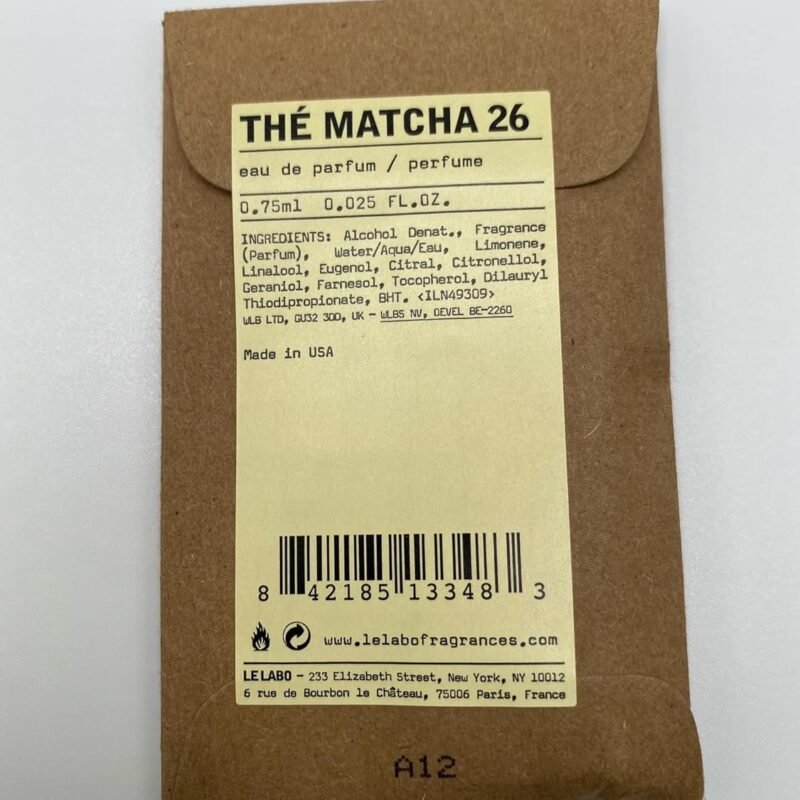 THÉ MATCHA 26
eau de parfum / perfume
0.75ml 0.025 FL.OZ.
INGREDIENTS: Alcohol Denat., Fragrance
(Parfum), Water/Aqua/Eau, Limonene,
Linalool, Eugenol, Citral, Citronellol,
Geraniol, Farnesol, Tocopherol, Dilauryl
Thiodipropionate, BHT. <ILN49309>
WLB LTD, GU32 3QD, UK - WLBS NV, OEVEL BE-2260
Made in USA
8 42185 13348 3
www.lelabofragrances.com
LE LABO - 233 Elizabeth Street, New York, NY 10012
6 rue de Bourbon le Château, 75006 Paris, France
A12